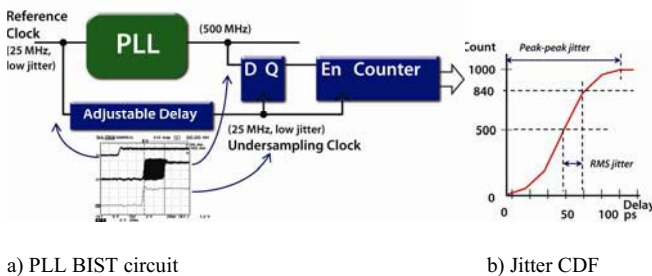 Reference
Clock
(25 MHz,
low jitter)
PLL
(500 MHz)
D Q
En Counter
Adjustable Delay
(25 MHz, low jitter)
Undersampling Clock
Count
Peak-peak jitter
1000
840
500
0
RMS jitter
0
50
100
Delay
ps
a) PLL BIST circuit
b) Jitter CDF